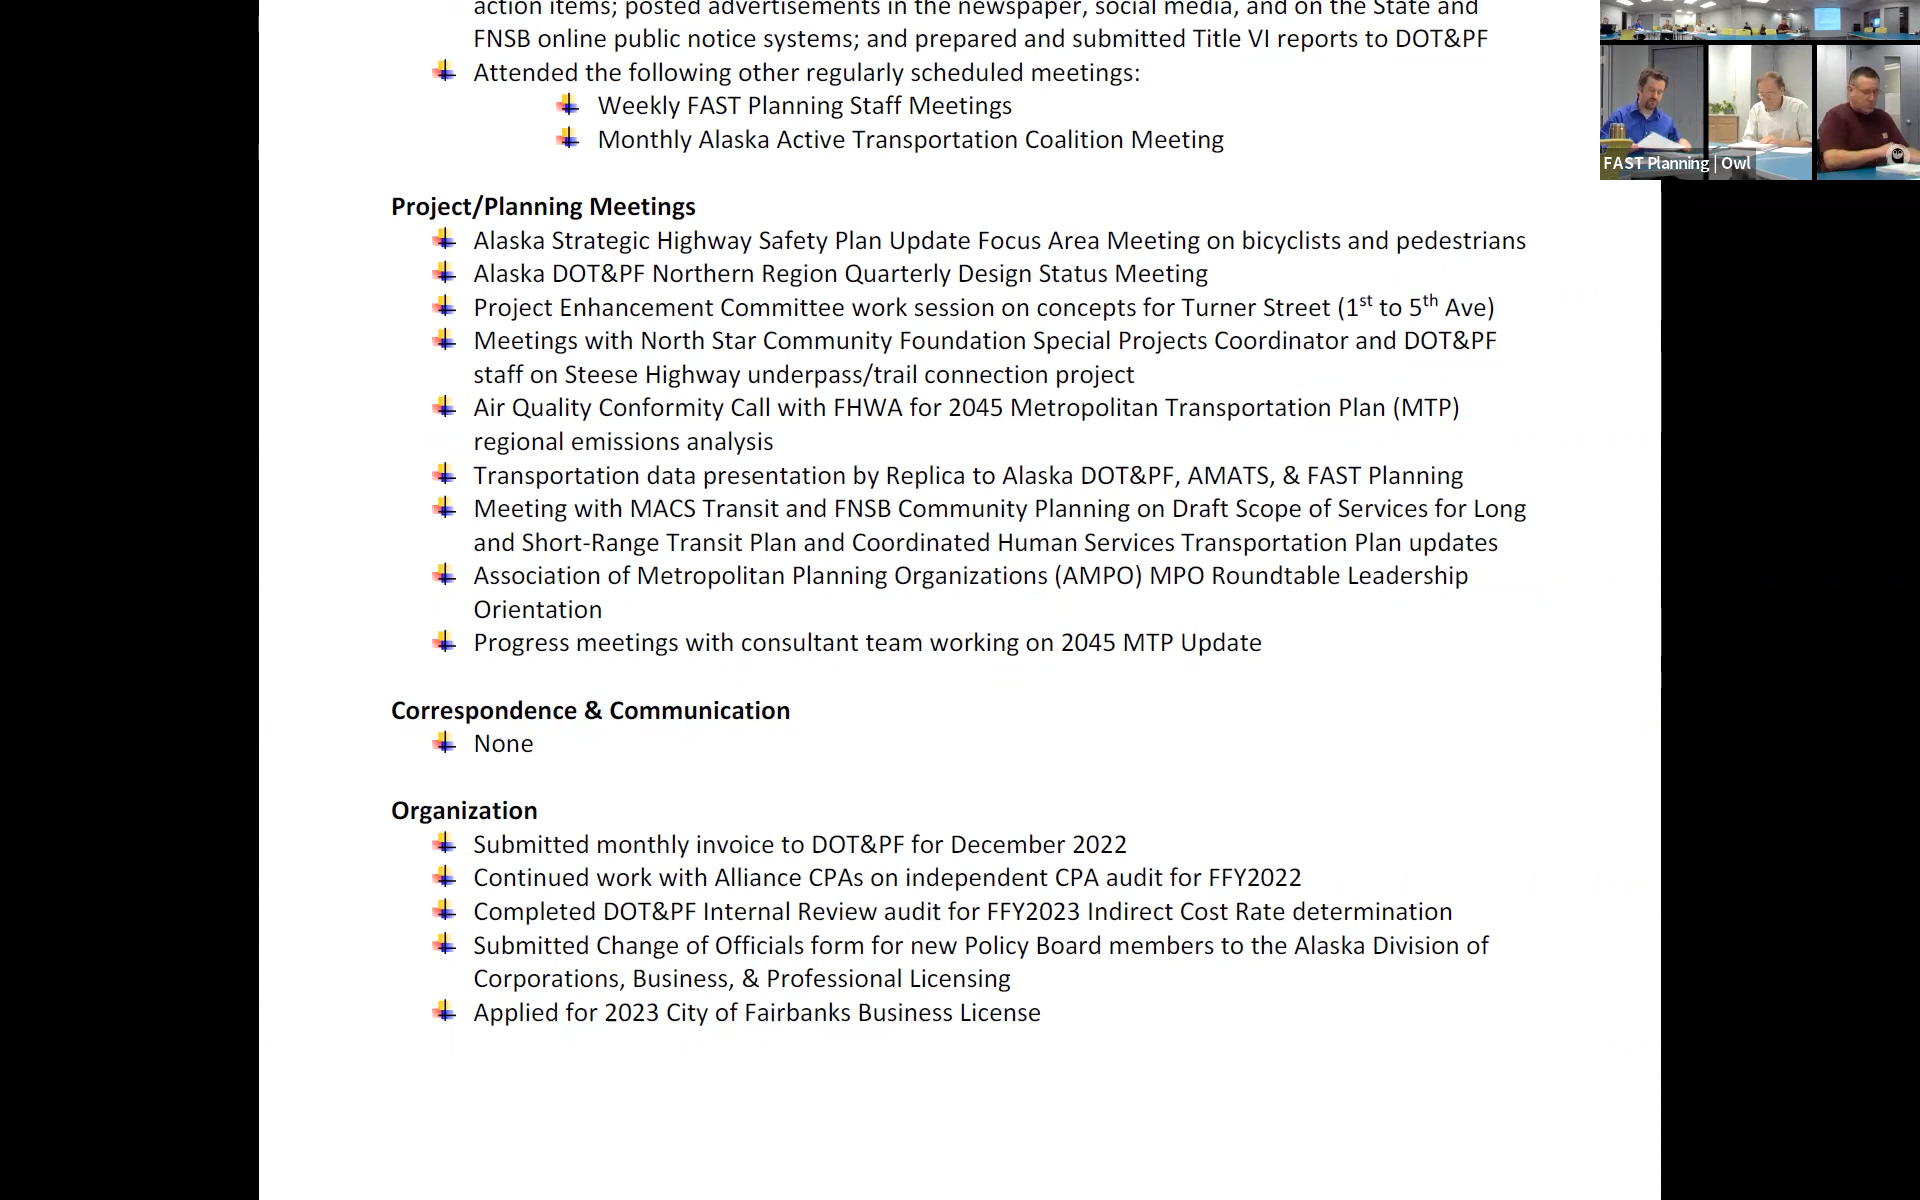 action items; posted advertisements in the newspaper, social media, and on the State and
FNSB online public notice systems; and prepared and submitted Title VI reports to DOT&PF
Attended the following other regularly scheduled meetings:
Weekly FAST Planning Staff Meetings
Monthly Alaska Active Transportation Coalition Meeting
FAST Planning | Owl
Project/Planning Meetings
Alaska Strategic Highway Safety Plan Update Focus Area Meeting on bicyclists and pedestrians
Alaska DOT&PF Northern Region Quarterly Design Status Meeting
Project Enhancement Committee work session on concepts for Turner Street (1st to 5th Ave)
Meetings with North Star Community Foundation Special Projects Coordinator and DOT&PF
staff on Steese Highway underpass/trail connection project
Air Quality Conformity Call with FHWA for 2045 Metropolitan Transportation Plan (MTP)
regional emissions analysis
Transportation data presentation by Replica to Alaska DOT&PF, AMATS, & FAST Planning
Meeting with MACS Transit and FNSB Community Planning on Draft Scope of Services for Long
and Short-Range Transit Plan and Coordinated Human Services Transportation Plan updates
Association of Metropolitan Planning Organizations (AMPO) MPO Roundtable Leadership
Orientation
Progress meetings with consultant team working on 2045 MTP Update
Correspondence & Communication
None
Organization
Submitted monthly invoice to DOT&PF for December 2022
Continued work with Alliance CPAs on independent CPA audit for FFY2022
Completed DOT&PF Internal Review audit for FFY2023 Indirect Cost Rate determination
Submitted Change of Officials form for new Policy Board members to the Alaska Division of
Corporations, Business, & Professional Licensing
Applied for 2023 City of Fairbanks Business License